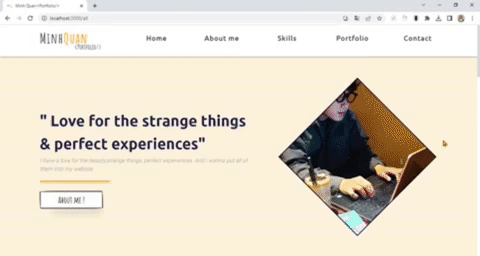 Minh Quan <Portfolio/>
localhost:3000/all
MINHQUAN
<PORTFOLIO/>
Home
About me
Skills
Portfolio
Contact
" Love for the strange things
& perfect experiences"
I have a love for the beauty,strange things, perfect experiences. And I wanna put all of
them into my website
ABOUT ME !